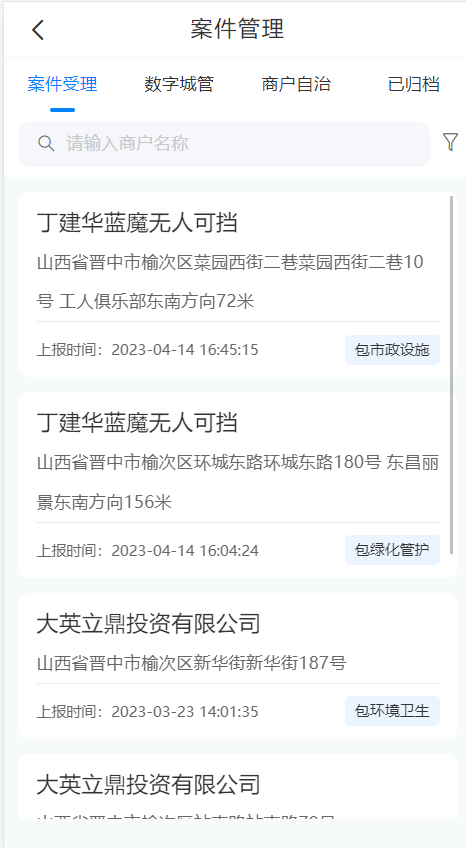 案件管理
案件受理 数字城管 商户自治 已归档
请输入商户名称
丁建华蓝魔无人可挡
山西省晋中市榆次区菜园西街二巷菜园西街二巷10
号 工人俱乐部东南方向72米
上报时间：2023-04-14 16:45:15 包市政设施
丁建华蓝魔无人可挡
山西省晋中市榆次区环城东路环城东路180号 东昌丽
景东南方向156米
上报时间：2023-04-14 16:04:24 包绿化管护
大英立鼎投资有限公司
山西省晋中市榆次区新华街新华街187号
上报时间：2023-03-23 14:01:35 包环境卫生
大英立鼎投资有限公司